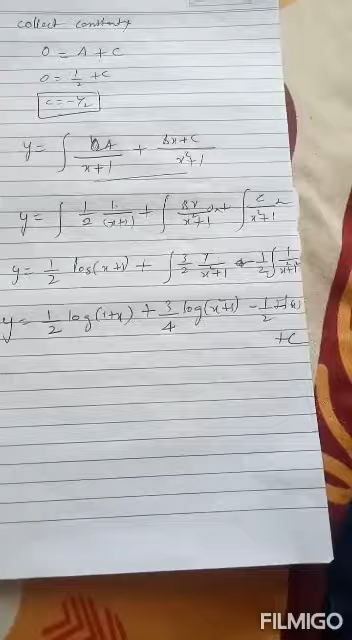 collect constants
0 = A + C
0 = 1/2 + C
C = -1/2
y = ∫ A/(x+1) + (Bx+C)/(x²+1)
y = ∫ 1/2 1/(x+1) + ∫ Bx/(x²+1) dx + ∫ C/(x²+1)
y = 1/2 log(x+1) + ∫ 3/2 x/(x²+1) - 1/2 ∫ 1/(x²+1)
y = 1/2 log(1+x) + 3/4 log(x²+1) - 1/2
+C
FILMIGO